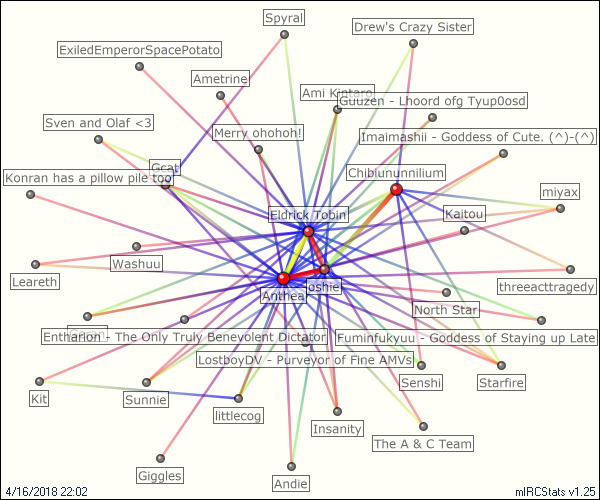 Spyral
Drew's Crazy Sister
ExiledEmperorSpacePotato
Ametrine
Ami Kintaro
Guuzen - Lhoord ofg Tyup0osd
Sven and Olaf <3
Merry ohohoh!
Imaimashii - Goddess of Cute. (^)-(^)
Gcat
Chibiununnilium
Konran has a pillow pile too
miyax
Eldrick Tobin
Kaitou
Washuu
Leareth
threeacttragedy
Anthea
North Star
Entharion - The Only Truly Benevolent Dictator
Fuminfukyuu - Goddess of Staying up Late
LostboyDV - Purveyor of Fine AMVs
Senshi
Starfire
Kit
Sunnie
littlecog
Insanity
The A & C Team
Giggles
Andie
4/16/2018 22:02
mIRCStats v1.25